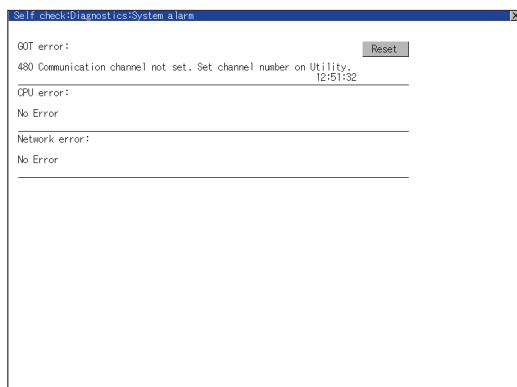 Self check:Diagnostics:System alarm
GOT error:
Reset
480 Communication channel not set. Set channel number on Utility.
12:51:32
CPU error:
No Error
Network error:
No Error